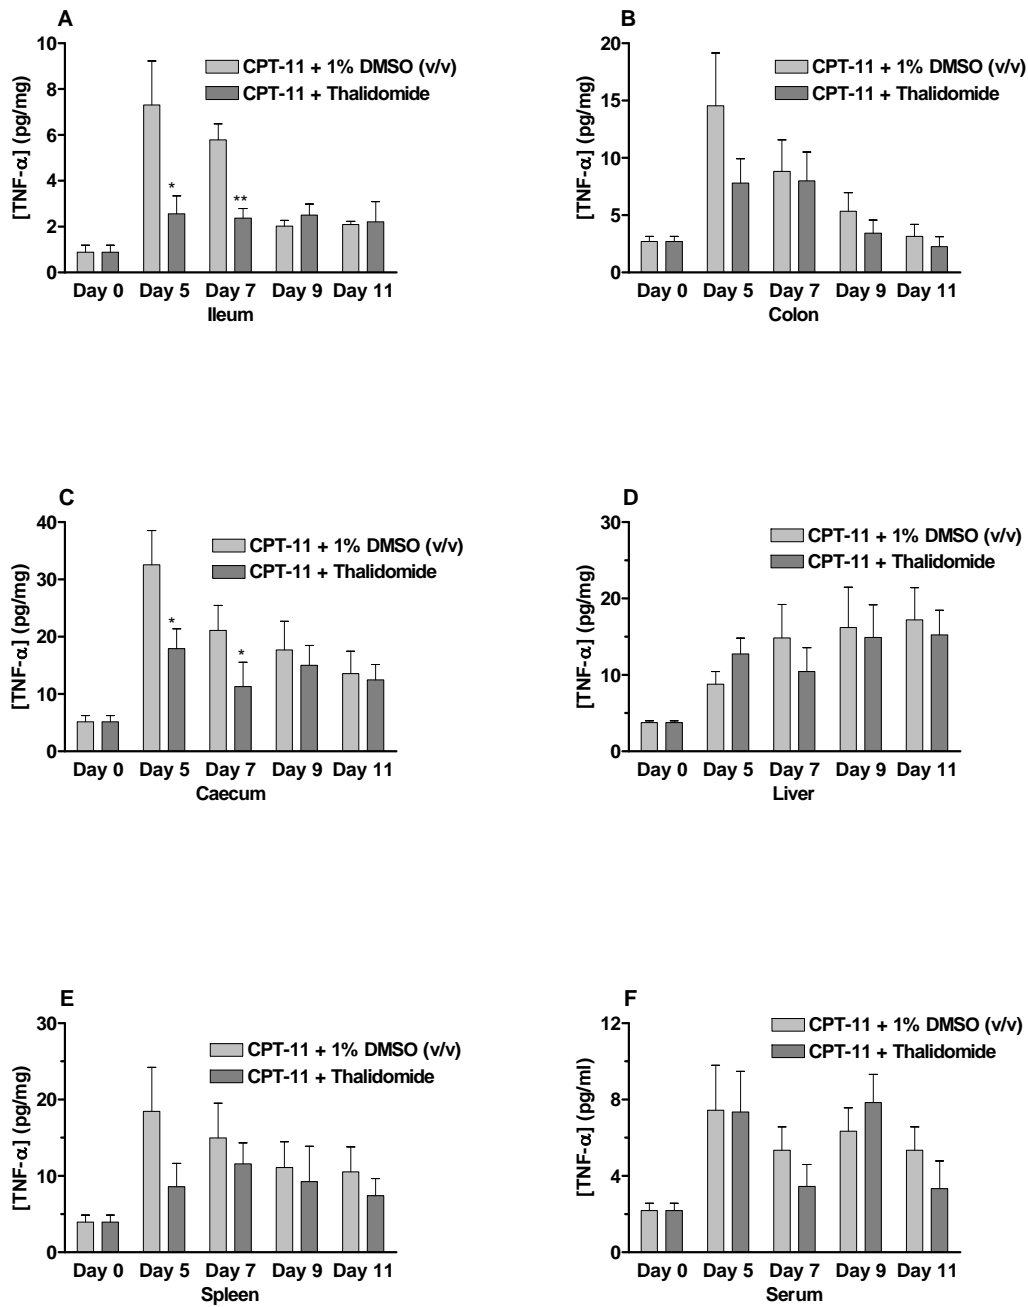 A
10
8
6
4
2
0
[TNF-α] (pg/mg)
CPT-11 + 1% DMSO (v/v)
CPT-11 + Thalidomide
*
**
Day 0 Day 5 Day 7 Day 9 Day 11
Ileum
B
20
15
10
5
0
[TNF-α] (pg/mg)
CPT-11 + 1% DMSO (v/v)
CPT-11 + Thalidomide
Day 0 Day 5 Day 7 Day 9 Day 11
Colon
C
40
30
20
10
0
[TNF-α] (pg/mg)
CPT-11 + 1% DMSO (v/v)
CPT-11 + Thalidomide
*
*
Day 0 Day 5 Day 7 Day 9 Day 11
Caecum
D
30
20
10
0
[TNF-α] (pg/mg)
CPT-11 + 1% DMSO (v/v)
CPT-11 + Thalidomide
Day 0 Day 5 Day 7 Day 9 Day 11
Liver
E
30
20
10
0
[TNF-α] (pg/mg)
CPT-11 + 1% DMSO (v/v)
CPT-11 + Thalidomide
Day 0 Day 5 Day 7 Day 9 Day 11
Spleen
F
12
8
4
0
[TNF-α] (pg/ml)
CPT-11 + 1% DMSO (v/v)
CPT-11 + Thalidomide
Day 0 Day 5 Day 7 Day 9 Day 11
Serum